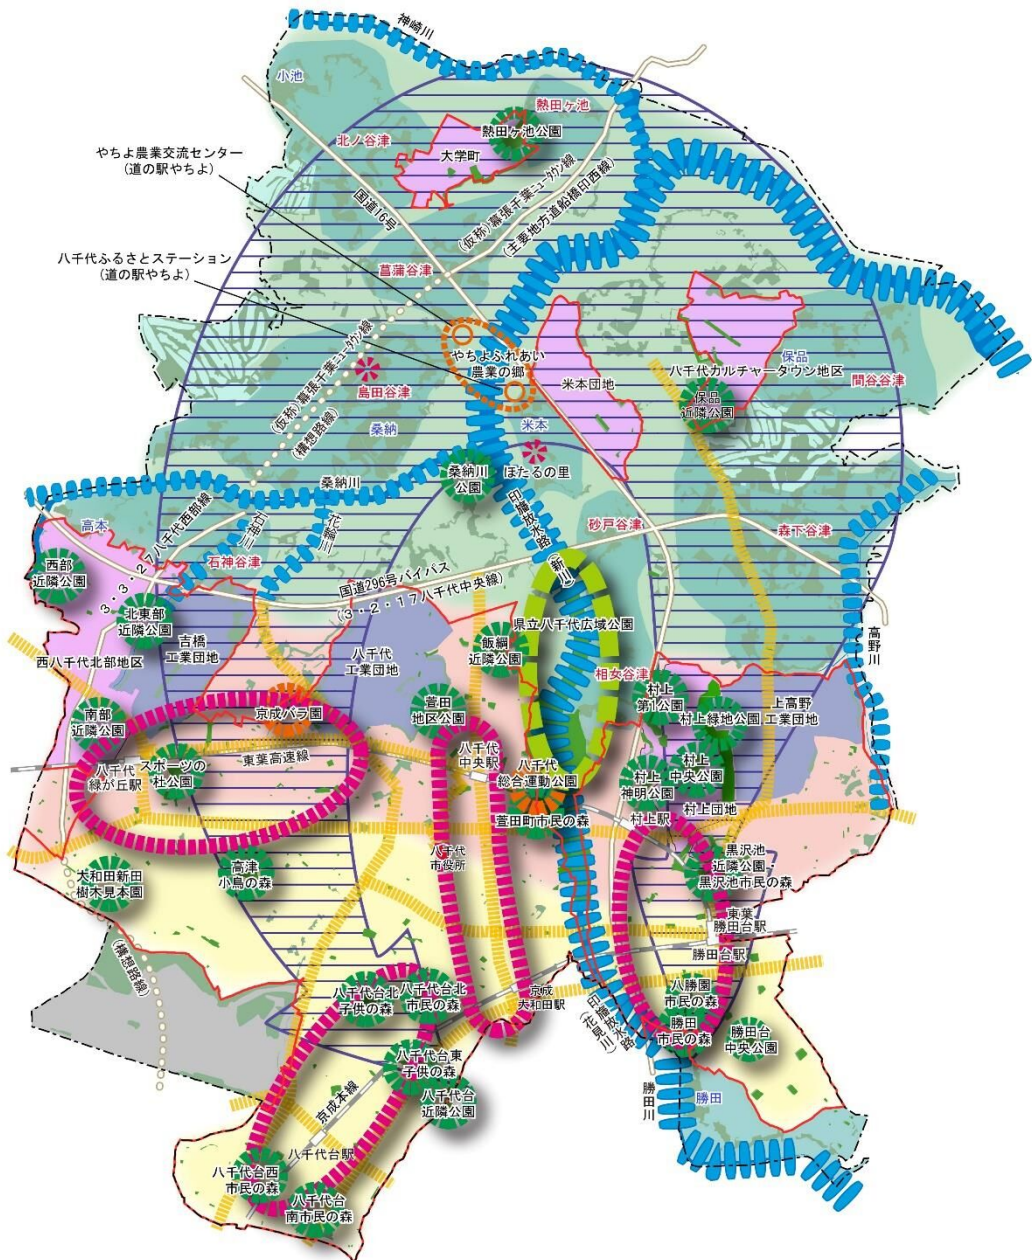 神崎川
小池
熱田ヶ池
北ノ谷津
熱田ヶ池公園
大学町
やちよ農業交流センター
(道の駅やちよ)
国道16号
(仮称)幕張千葉ニュータウン線
(主要地方道船橋印西線)
八千代ふるさとステーション
(道の駅やちよ)
菖蒲谷津
(仮称)幕張千葉ニュータウン線
(構想路線)
やちよふれあい
農業の郷
保品
八千代カルチャータウン地区
間谷谷津
米本団地
島田谷津
保品
近隣公園
桑納
米本
ほたるの里
桑納川
公園
桑納川
印旛放水路
(新川)
高本
3・3・27八千代西部線
石神谷津
砂戸谷津
森下谷津
国道296号バイパス
(3・2・17八千代中央線)
西部
近隣公園
北東部
近隣公園
吉橋
工業団地
西八千代北部地区
八千代
工業団地
飯綱
近隣公園
県立八千代広域公園
高野川
相女谷津
村上
第1公園
上高野
工業団地
村上緑地公園
南部
近隣公園
京成バラ園
萱田
地区公園
東葉高速線
八千代
中央駅
八千代
総合運動公園
村上
中央公園
八千代
緑が丘駅
スポーツの
杜公園
村上
神明公園
村上団地
萱田町市民の森
村上駅
八千代
市役所
黒沢池
近隣公園・
黒沢池市民の森
大和田新田
樹木見本園
高津
小鳥の森
東葉
勝田台駅
勝田台駅
(構想路線)
八千代台北
子供の森
八千代台北
市民の森
京成
大和田駅
八勝園
市民の森
印旛放水路
(花見川)
勝田
市民の森
勝田台
中央公園
八千代台東
子供の森
八千代台
近隣公園
勝田川
勝田
京成本線
八千代台駅
八千代台西
市民の森
八千代台
南市民の森